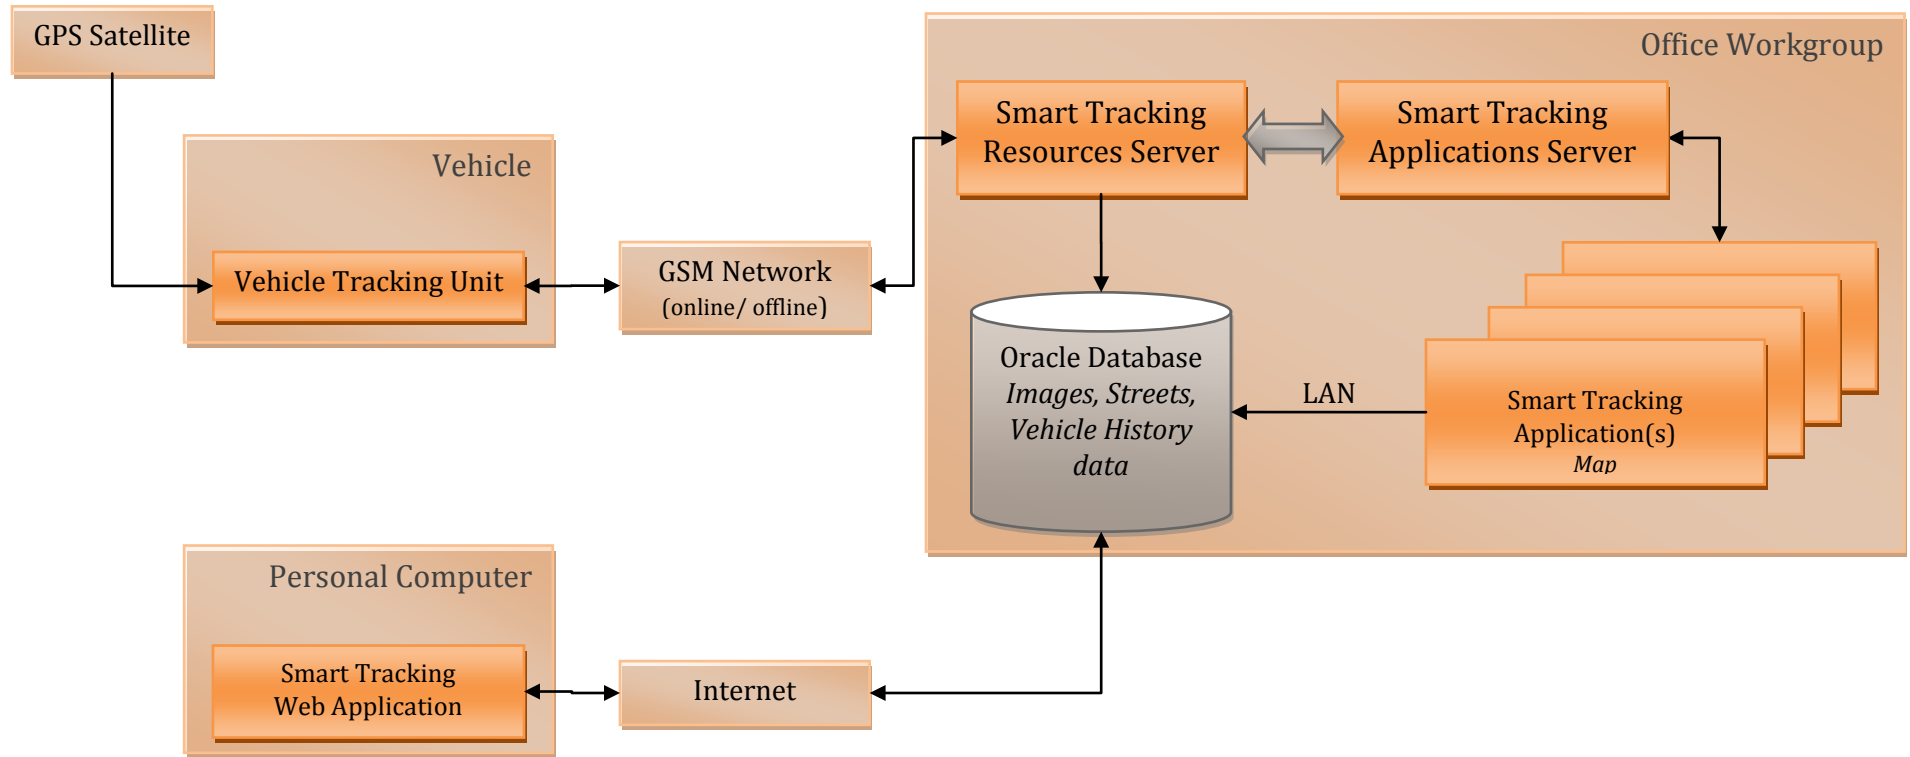 GPS Satellite
Office Workgroup
Smart Tracking
Resources Server
Smart Tracking
Applications Server
Vehicle
Vehicle Tracking Unit
GSM Network
(online/ offline)
Oracle Database
Images, Streets,
Vehicle History
data
LAN
Smart Tracking
Application(s)
Map
Personal Computer
Smart Tracking
Web Application
Internet